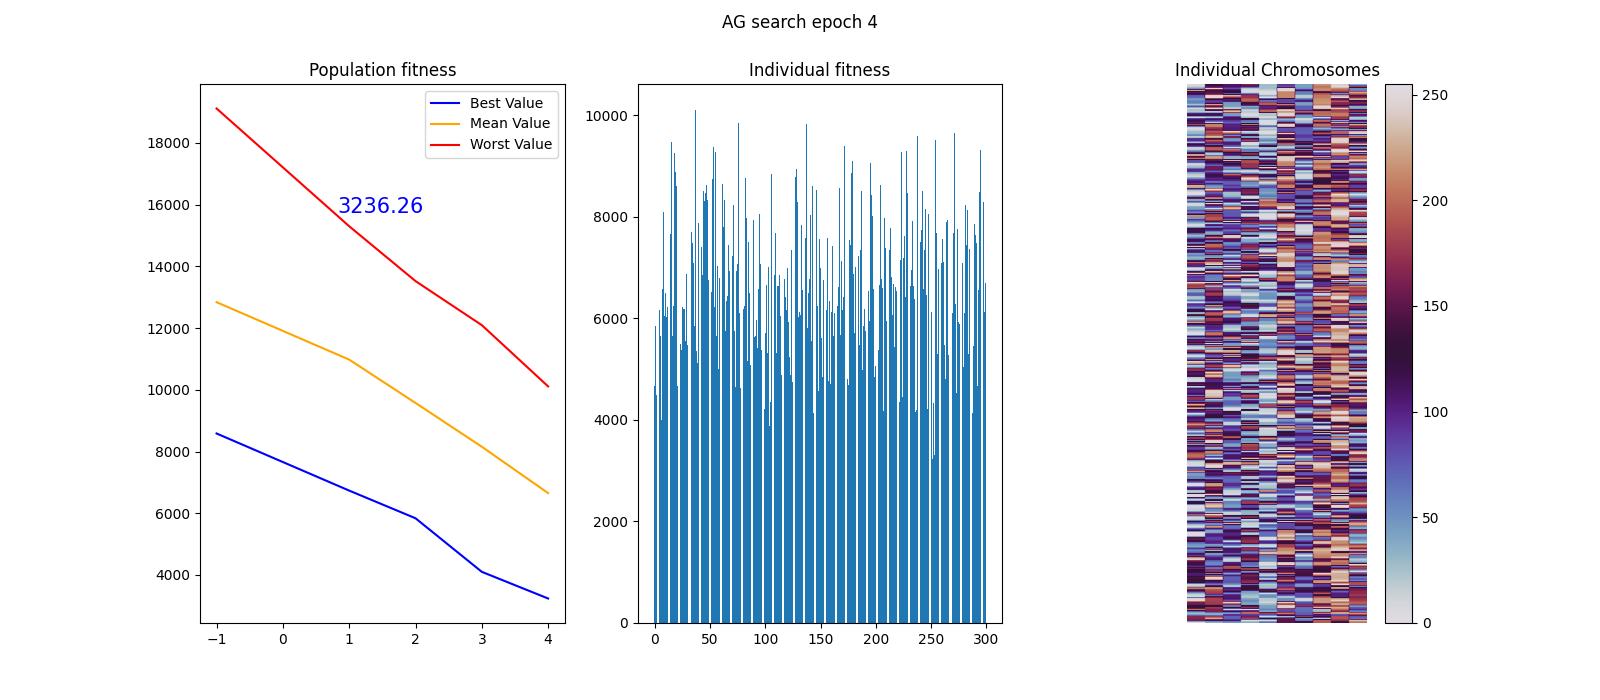 AG search epoch 4
Population fitness
Best Value
Mean Value
Worst Value
3236.26
18000
16000
14000
12000
10000
8000
6000
4000
−1 0 1 2 3 4
Individual fitness
10000
8000
6000
4000
2000
0
0 50 100 150 200 250 300
Individual Chromosomes
250
200
150
100
50
0